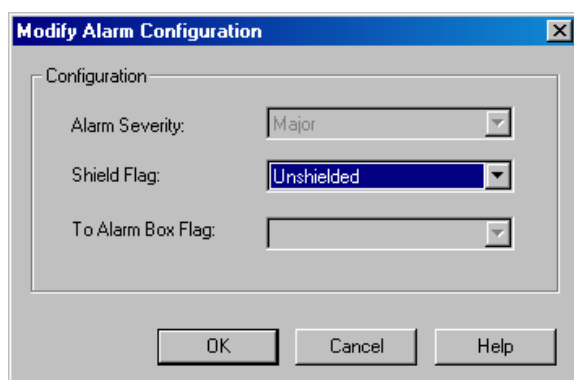 Modify Alarm Configuration
Configuration
Alarm Severity: Major
Shield Flag: Unshielded
To Alarm Box Flag:
OK Cancel Help